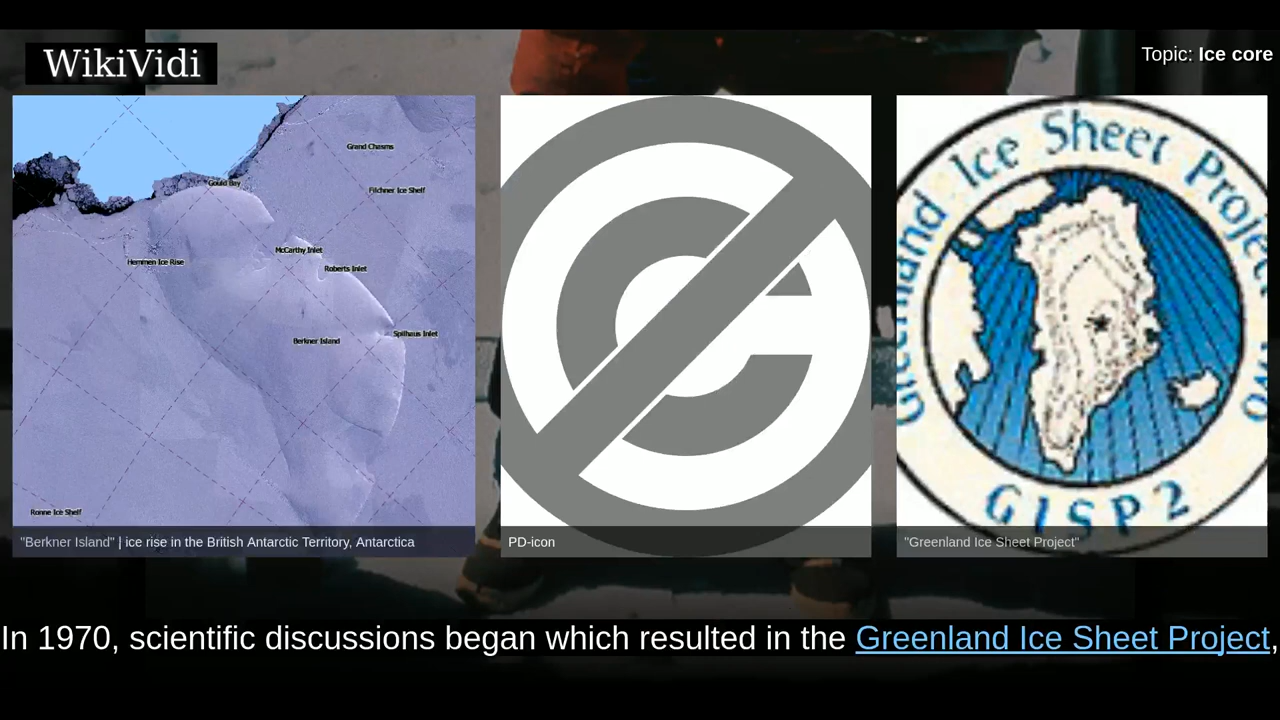 WikiVidi
Topic: Ice core
Grand Chasms
Gould Bay
Filchner Ice Shelf
McCarthy Inlet
Hemmen Ice Rise
Roberts Inlet
Spilhaus Inlet
Berkner Island
Ronne Ice Shelf
"Berkner Island" | ice rise in the British Antarctic Territory, Antarctica
PD-icon
Greenland Ice Sheet Project Two
GISP2
"Greenland Ice Sheet Project"
In 1970, scientific discussions began which resulted in the Greenland Ice Sheet Project,